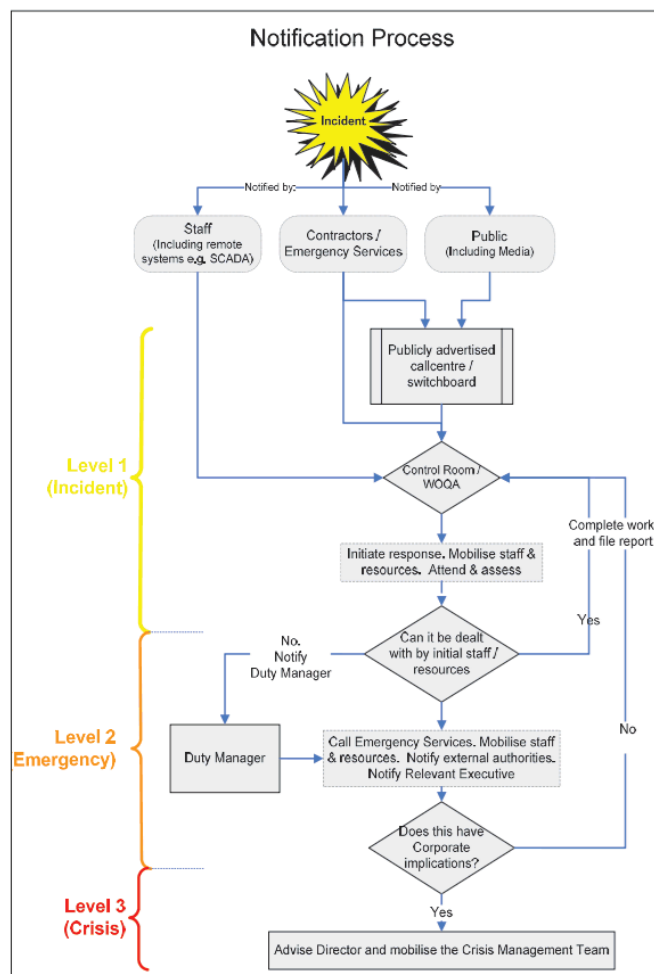 Notification Process
Incident
Notified by:
Notified by
Staff
(Including remote
systems e.g. SCADA)
Contractors /
Emergency Services
Public
(Including Media)
Publicly advertised
callcentre /
switchboard
Level 1
(Incident)
Control Room /
WOQA
Complete work
and file report
Initiate response. Mobilise staff &
resources. Attend & assess
Yes
Can it be dealt
with by initial staff /
resources
No.
Notify
Duty Manager
No
Level 2
Emergency)
Duty Manager
Call Emergency Services. Mobilise staff
& resources. Notify external authorities.
Notify Relevant Executive
Does this have
Corporate
implications?
Level 3
(Crisis)
Yes
Advise Director and mobilise the Crisis Management Team